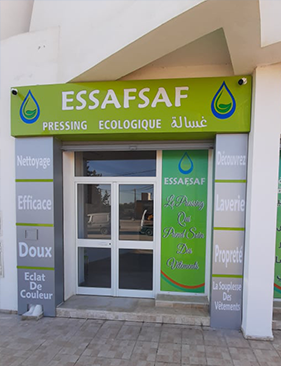 ESSAFSAF
PRESSING ECOLOGIQUE غسالة
Nettoyage
Efficace
Doux
Eclat
De
Couleur
ESSAFSAF
Le Pressing
Qui
Prend Soin
Des
Vêtements
Découvrez
Laverie
Propreté
La Souplesse
Des
Vêtements